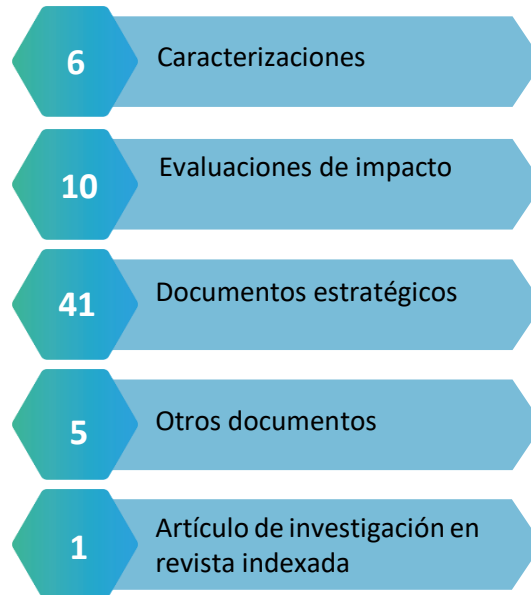 6
Caracterizaciones
10
Evaluaciones de impacto
41
Documentos estratégicos
5
Otros documentos
1
Artículo de investigación en
revista indexada